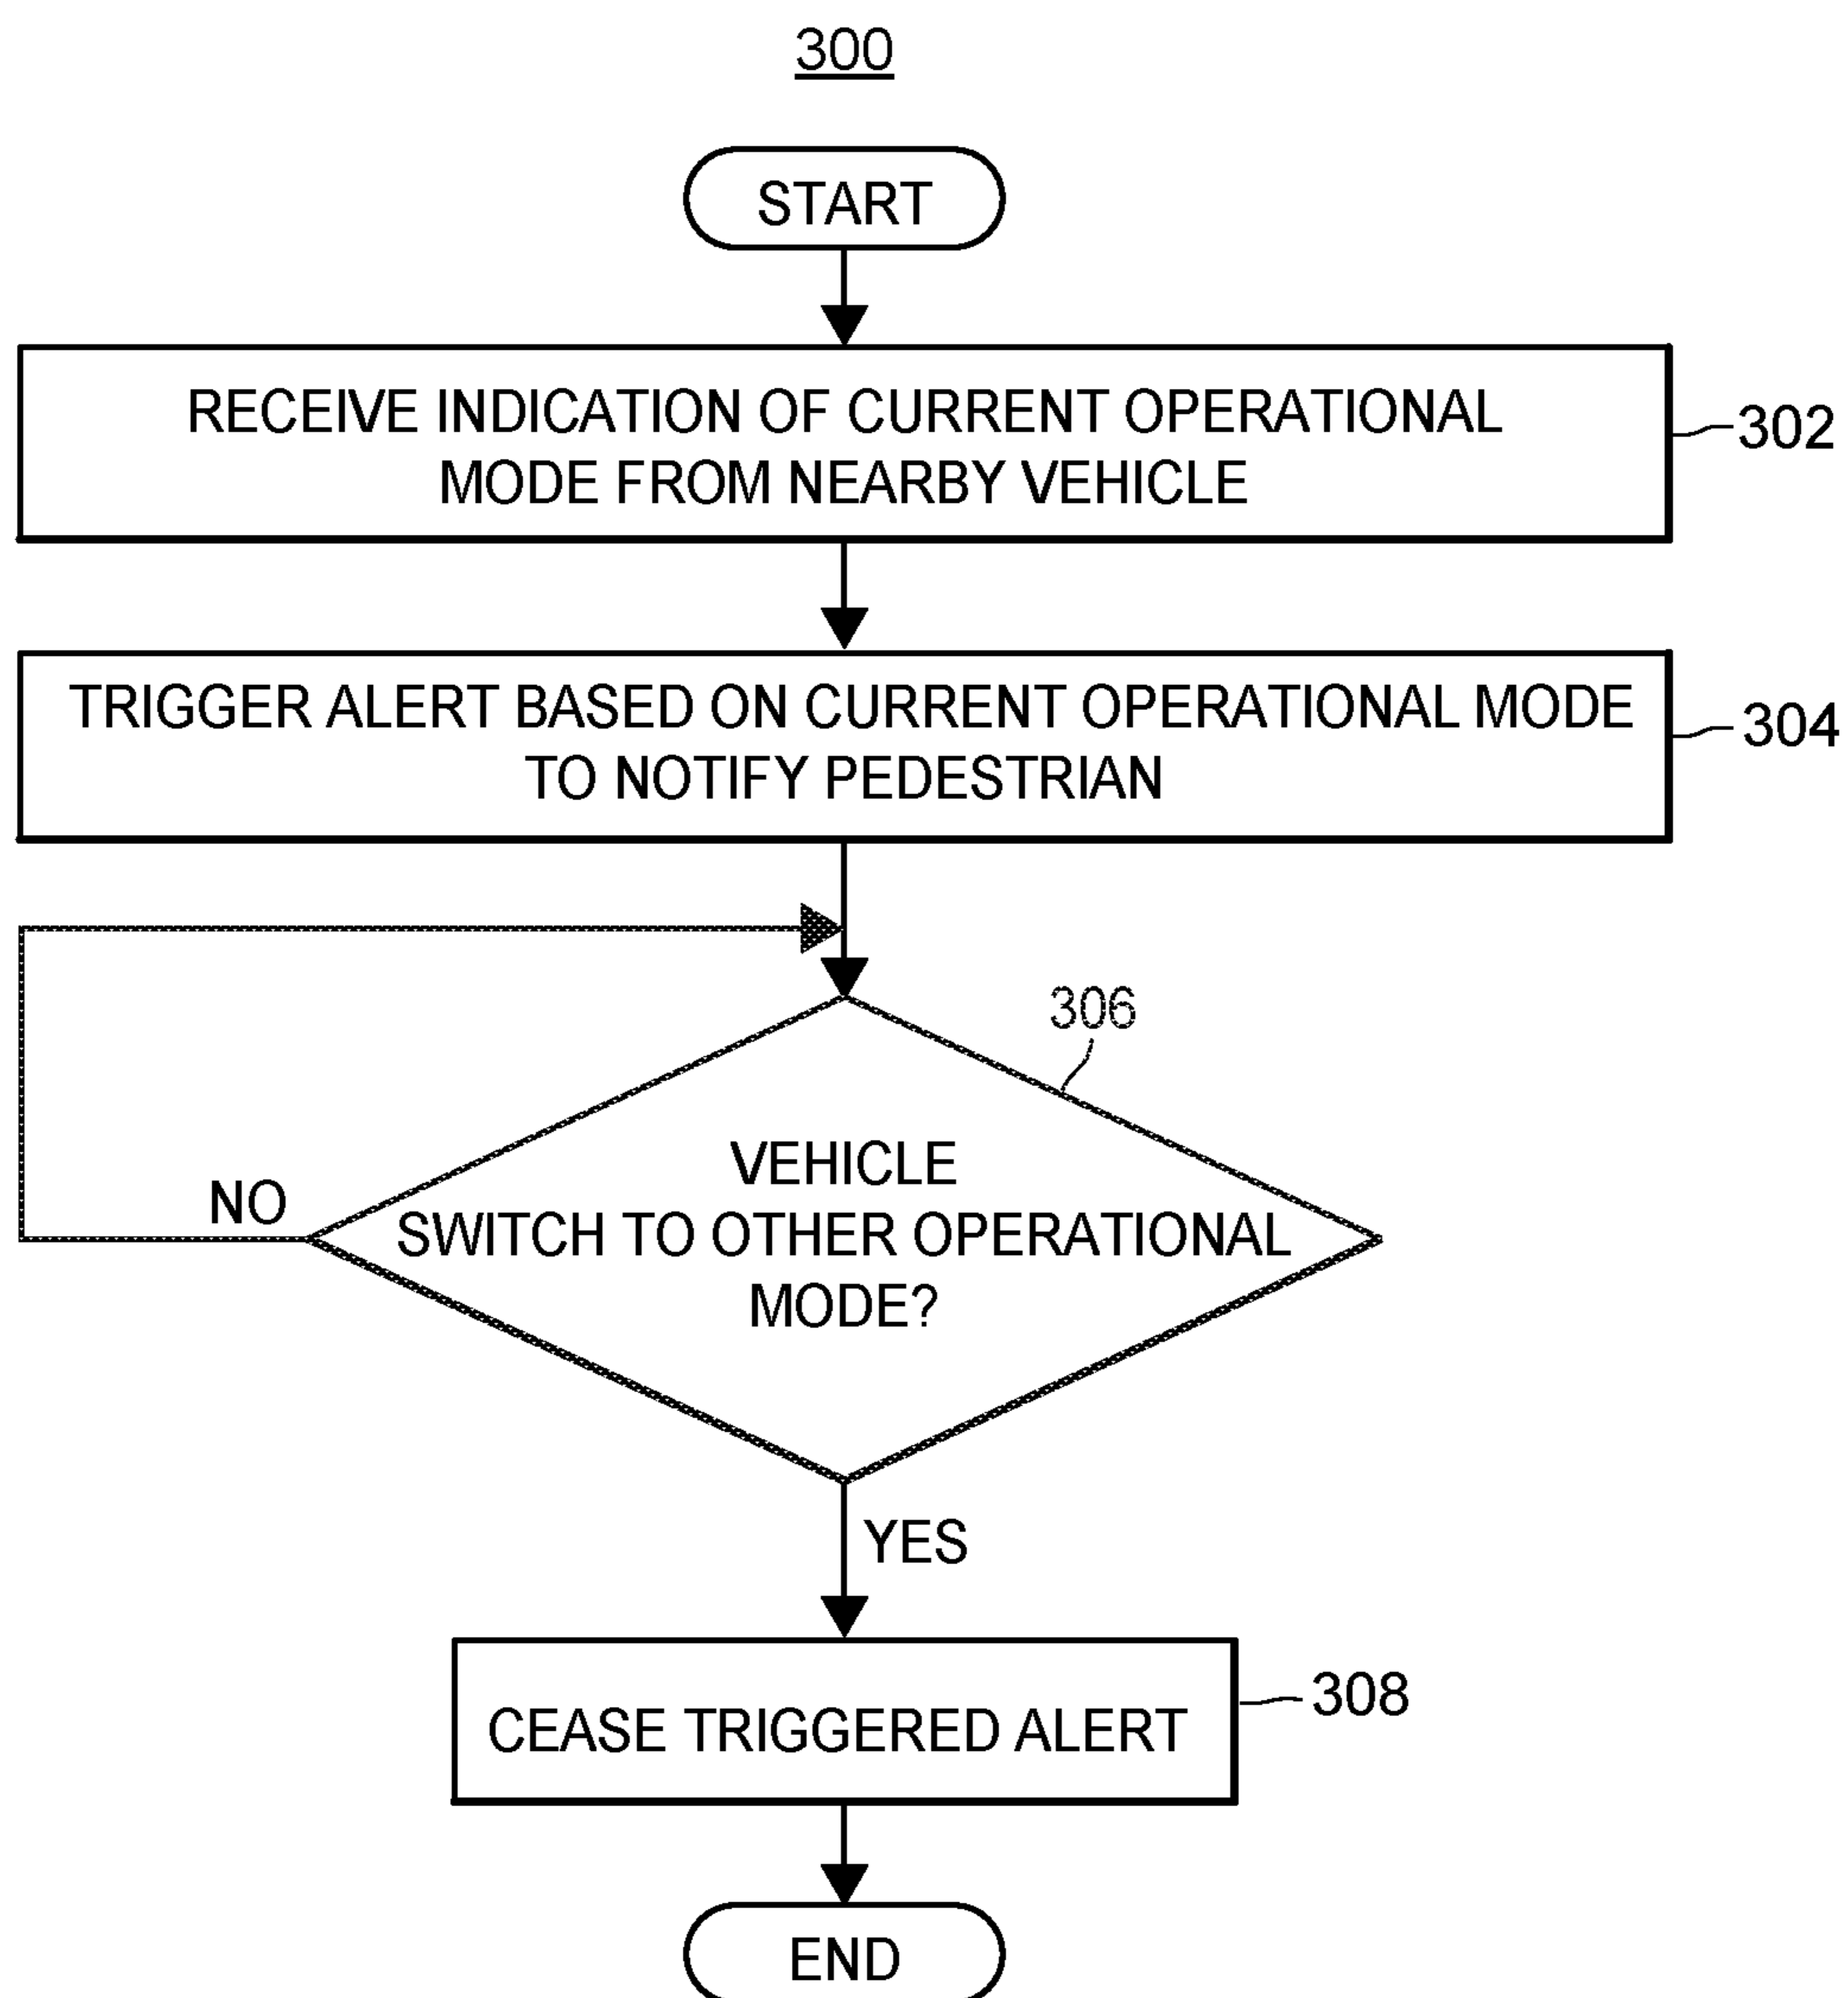 300
START
RECEIVE INDICATION OF CURRENT OPERATIONAL
MODE FROM NEARBY VEHICLE
302
TRIGGER ALERT BASED ON CURRENT OPERATIONAL MODE
TO NOTIFY PEDESTRIAN
304
306
VEHICLE
SWITCH TO OTHER OPERATIONAL
MODE?
NO
YES
CEASE TRIGGERED ALERT
308
END